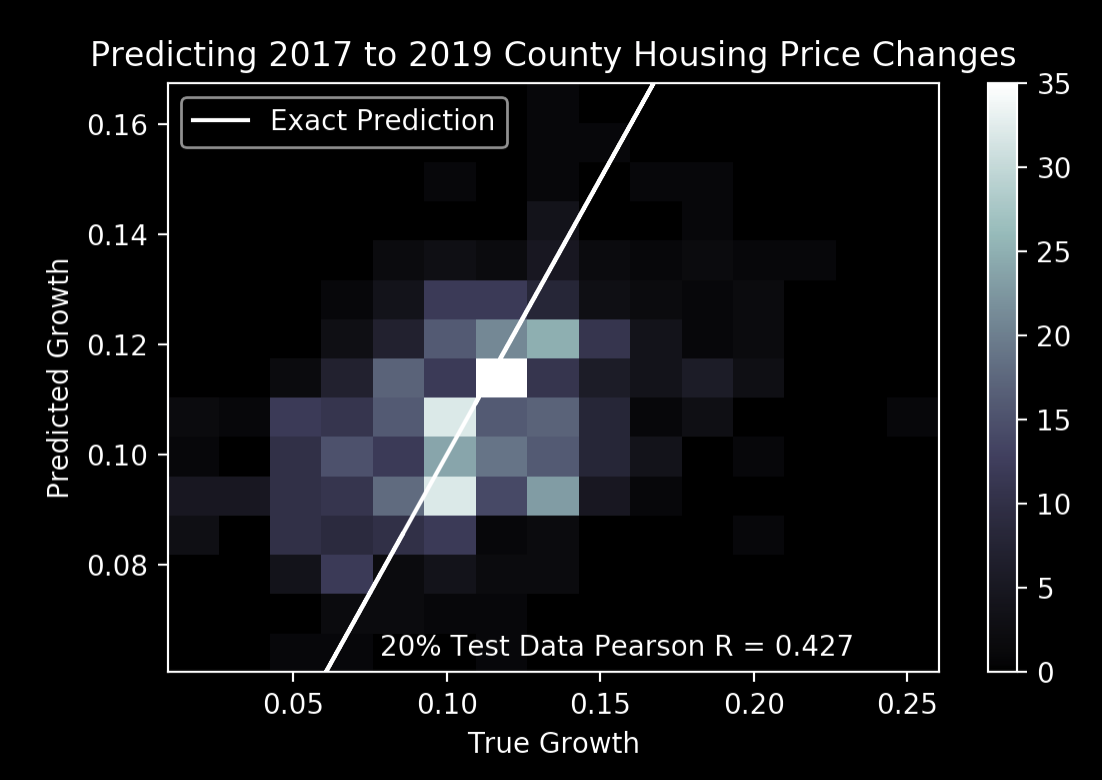 Predicting 2017 to 2019 County Housing Price Changes
Exact Prediction
0.16
0.14
0.12
0.10
0.08
Predicted Growth
20% Test Data Pearson R = 0.427
0.05 0.10 0.15 0.20 0.25
True Growth
35
30
25
20
15
10
5
0